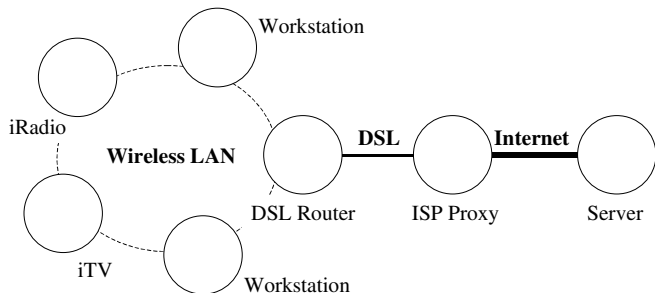 Workstation
iRadio
Wireless LAN
DSL
Internet
DSL Router
ISP Proxy
Server
iTV
Workstation